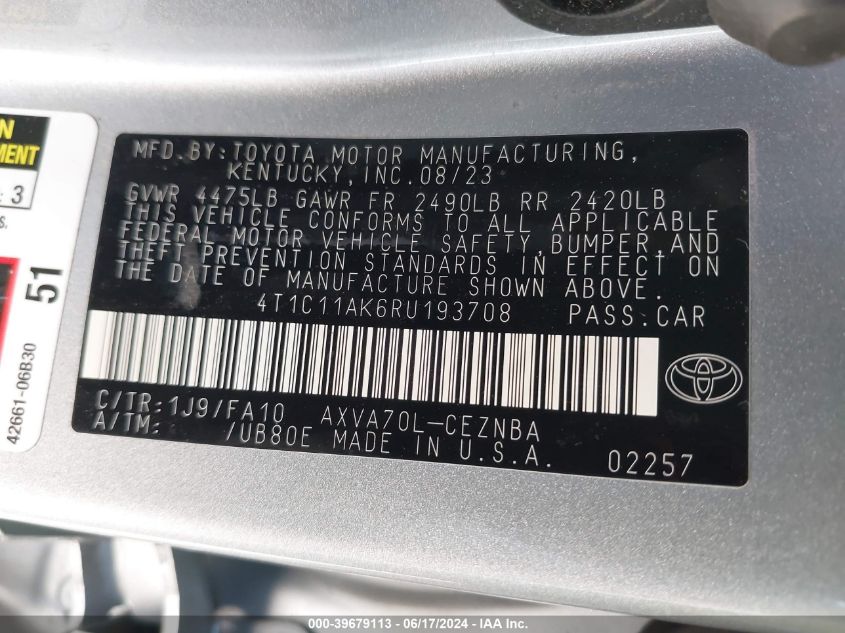 N
MENT
: 3
S.
51
42661-06B30
MFD.BY:TOYOTA MOTOR MANUFACTURING,
KENTUCKY,INC.08/23
GVWR 4475LB GAWR FR 2490LB RR 2420LB
THIS VEHICLE CONFORMS TO ALL APPLICABLE
FEDERAL MOTOR VEHICLE SAFETY,BUMPER,AND
THEFT PREVENTION STANDARDS IN EFFECT ON
THE DATE OF MANUFACTURE SHOWN ABOVE.
4T1C11AK6RU193708 PASS.CAR
C/TR:1J9/FA10 AXVA70L-CEZNBA
A/TM: /UB80E MADE IN U.S.A. 02257
000-39679113 - 06/17/2024 - IAA, Inc.